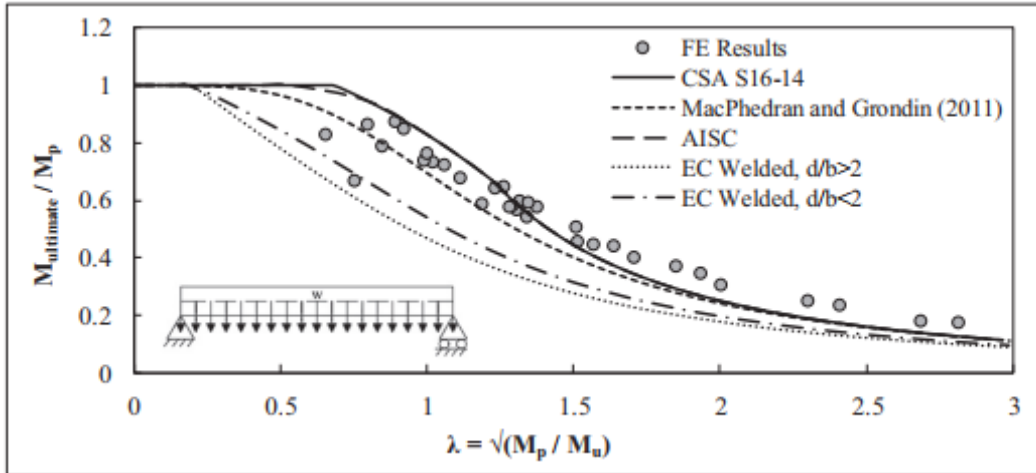 1.2
1
0.8
0.6
0.4
0.2
0
M_ultimate / M_p
FE Results
CSA S16-14
MacPhedran and Grondin (2011)
AISC
EC Welded, d/b>2
EC Welded, d/b<2
w
0 0.5 1 1.5 2 2.5 3
λ = √(M_p / M_u)